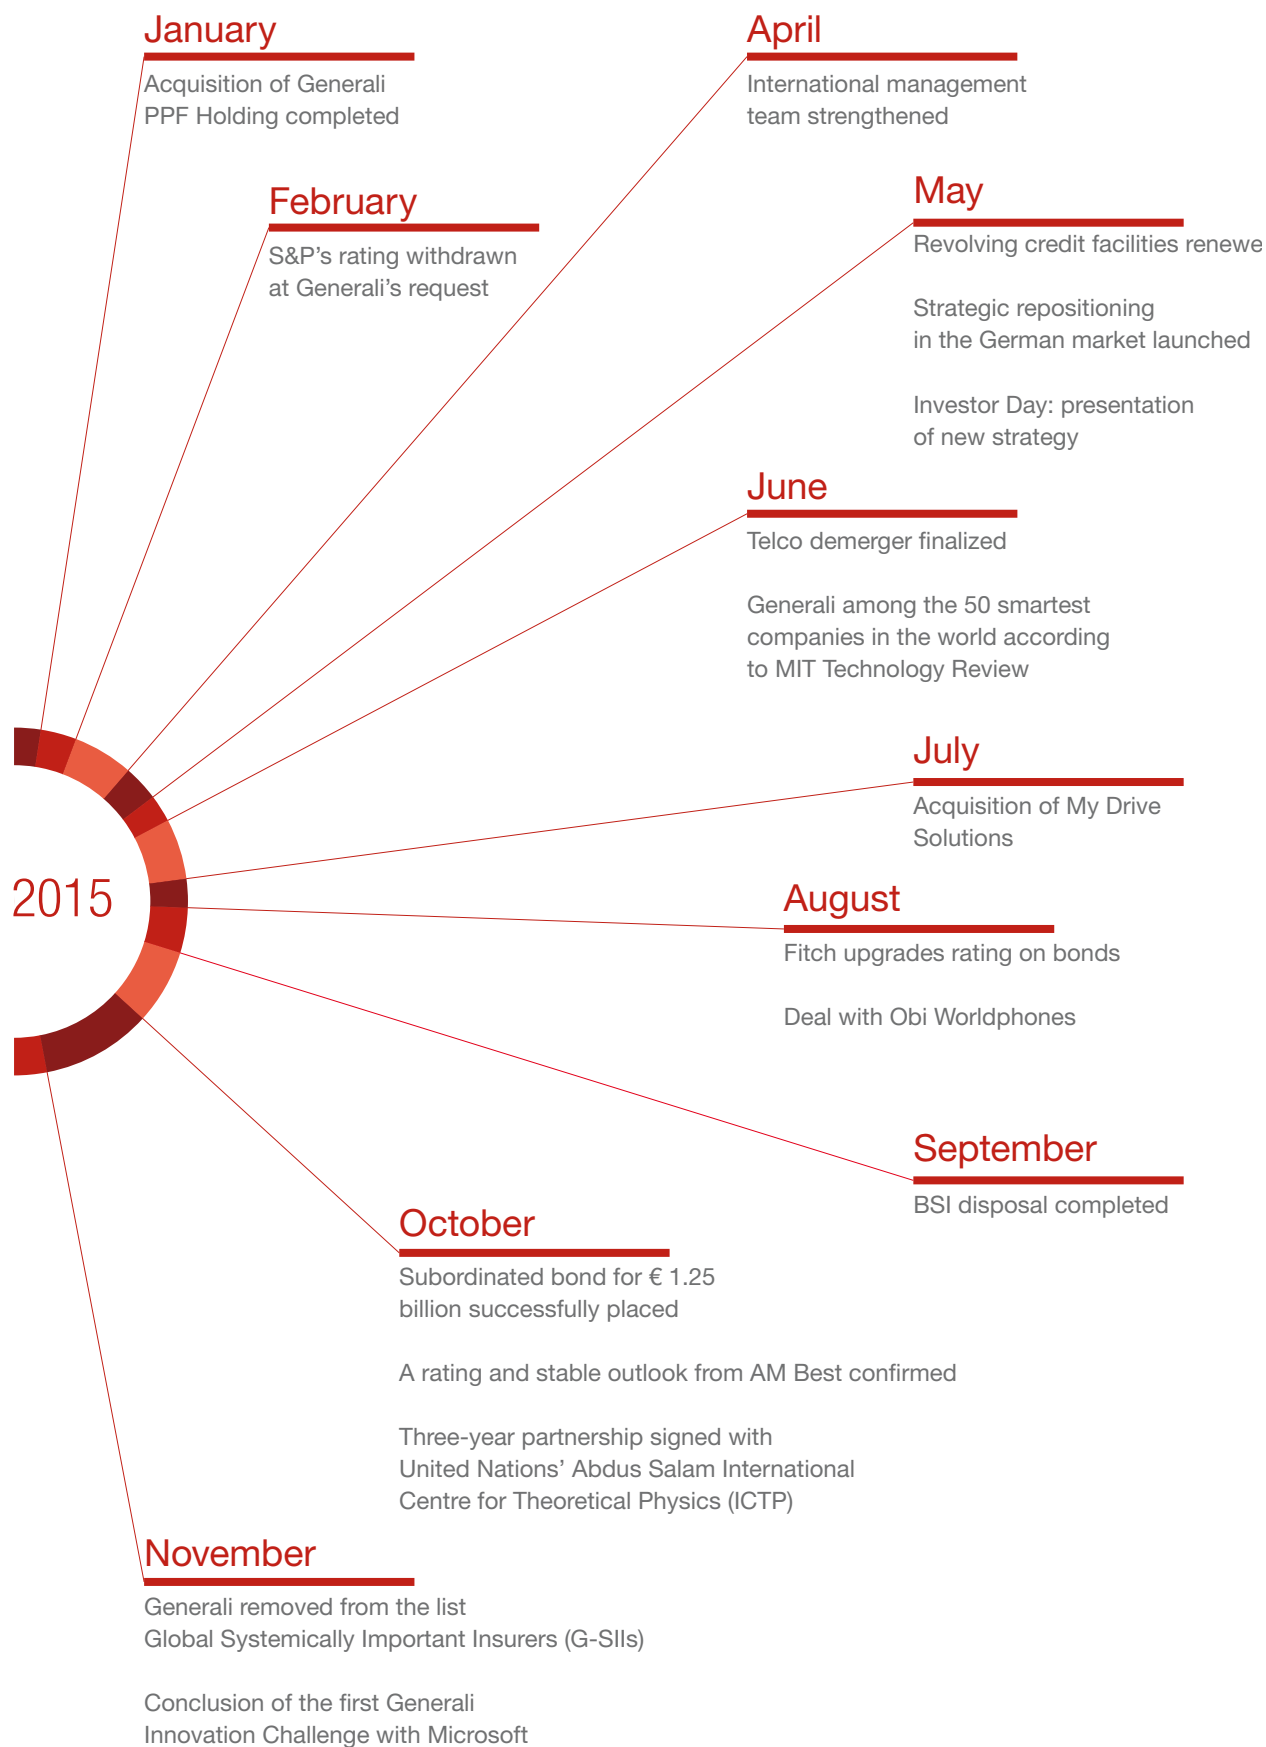 January
Acquisition of Generali
PPF Holding completed
February
S&P's rating withdrawn
at Generali's request
April
International management
team strengthened
May
Revolving credit facilities renewe
Strategic repositioning
in the German market launched
Investor Day: presentation
of new strategy
June
Telco demerger finalized
Generali among the 50 smartest
companies in the world according
to MIT Technology Review
July
Acquisition of My Drive
Solutions
2015
August
Fitch upgrades rating on bonds
Deal with Obi Worldphones
September
BSI disposal completed
October
Subordinated bond for € 1.25
billion successfully placed
A rating and stable outlook from AM Best confirmed
Three-year partnership signed with
United Nations' Abdus Salam International
Centre for Theoretical Physics (ICTP)
November
Generali removed from the list
Global Systemically Important Insurers (G-SIIs)
Conclusion of the first Generali
Innovation Challenge with Microsoft